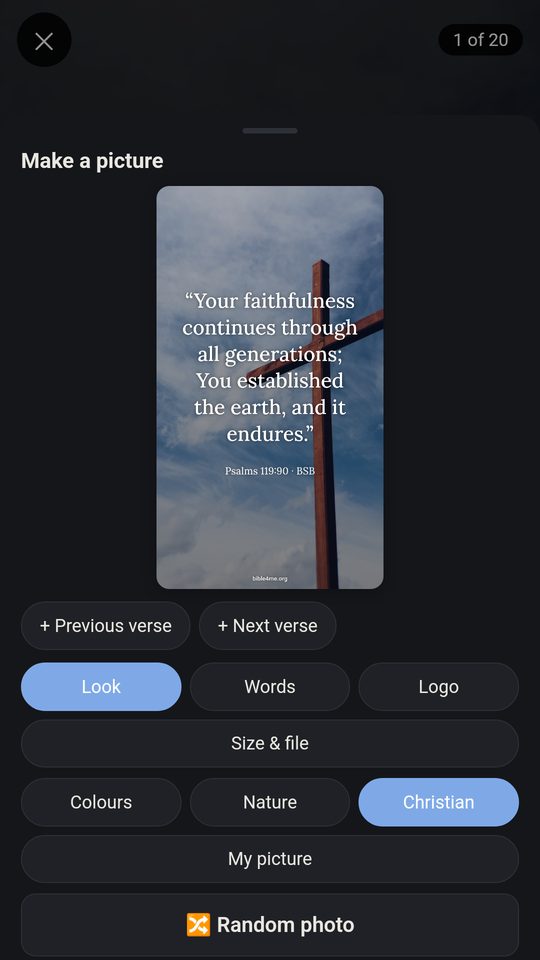 1 of 20
Make a picture
“Your faithfulness
continues through
all generations;
You established
the earth, and it
endures.”
Psalms 119:90 · BSB
bible4me.org
+ Previous verse
+ Next verse
Look
Words
Logo
Size & file
Colours
Nature
Christian
My picture
Random photo